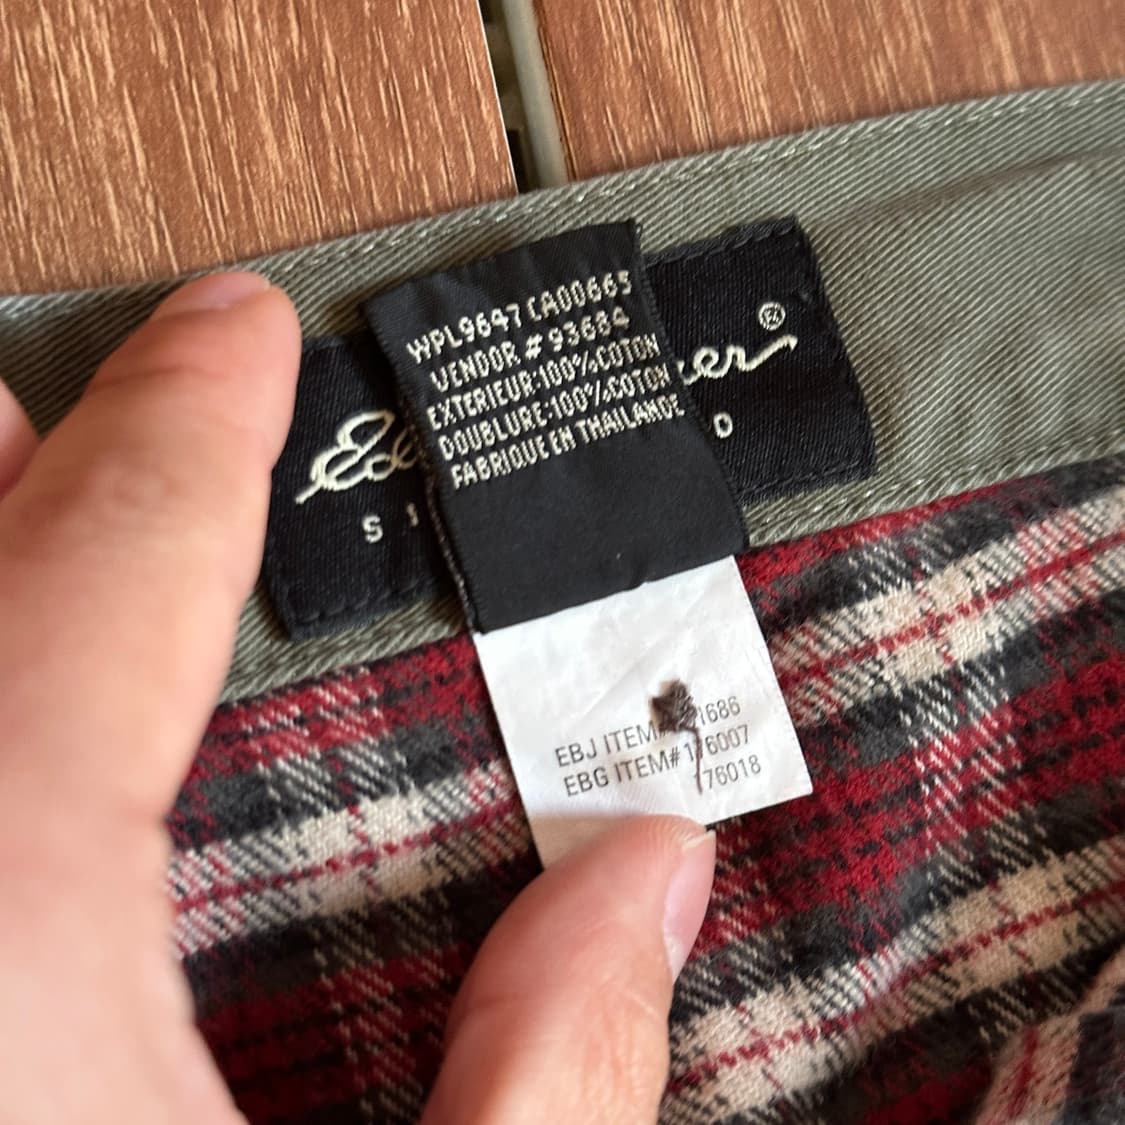 WPL9647 CA00665
VENDOR # 93684
EXTERIEUR:100%COTON
DOUBLURE:100%COTON
FABRIQUE EN THAILANDE
EBJ ITEM# 1686
EBG ITEM#176007
76018